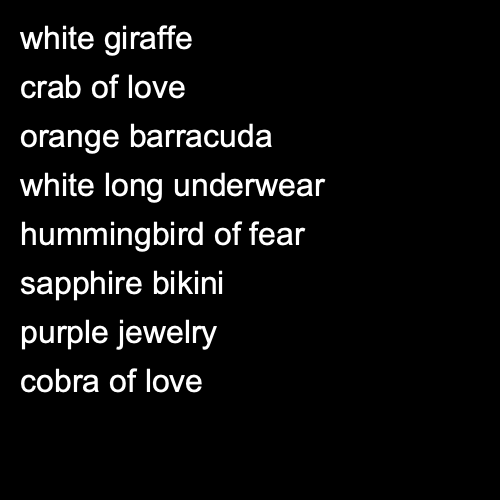 white giraffe
crab of love
orange barracuda
white long underwear
hummingbird of fear
sapphire bikini
purple jewelry
cobra of love